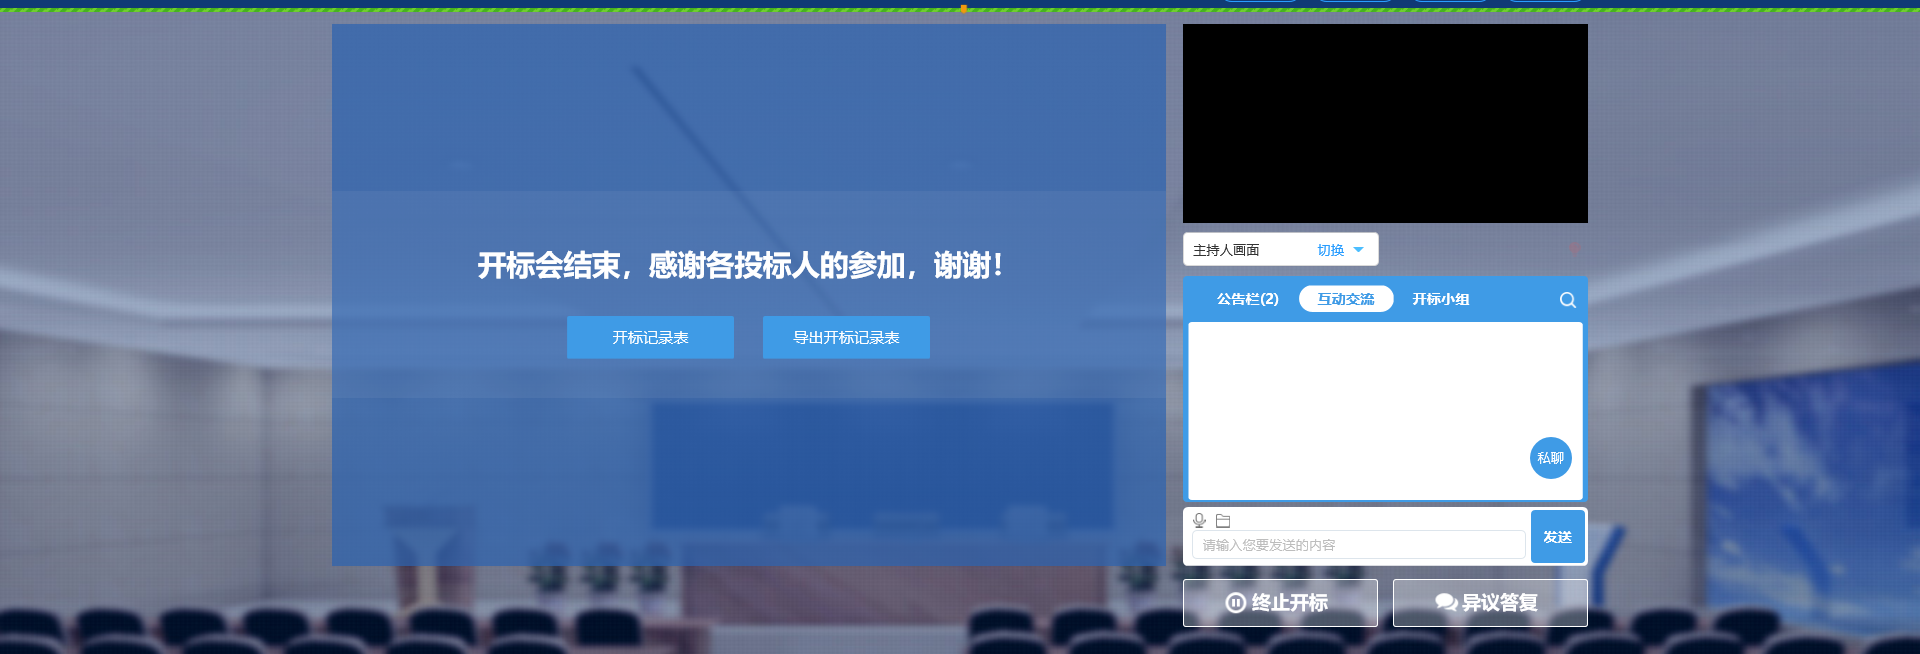 开标会结束，感谢各投标人的参加，谢谢！
开标记录表
导出开标记录表
主持人画面
切换
公告栏(2)
互动交流
开标小组
私聊
请输入您要发送的内容
发送
终止开标
异议答复